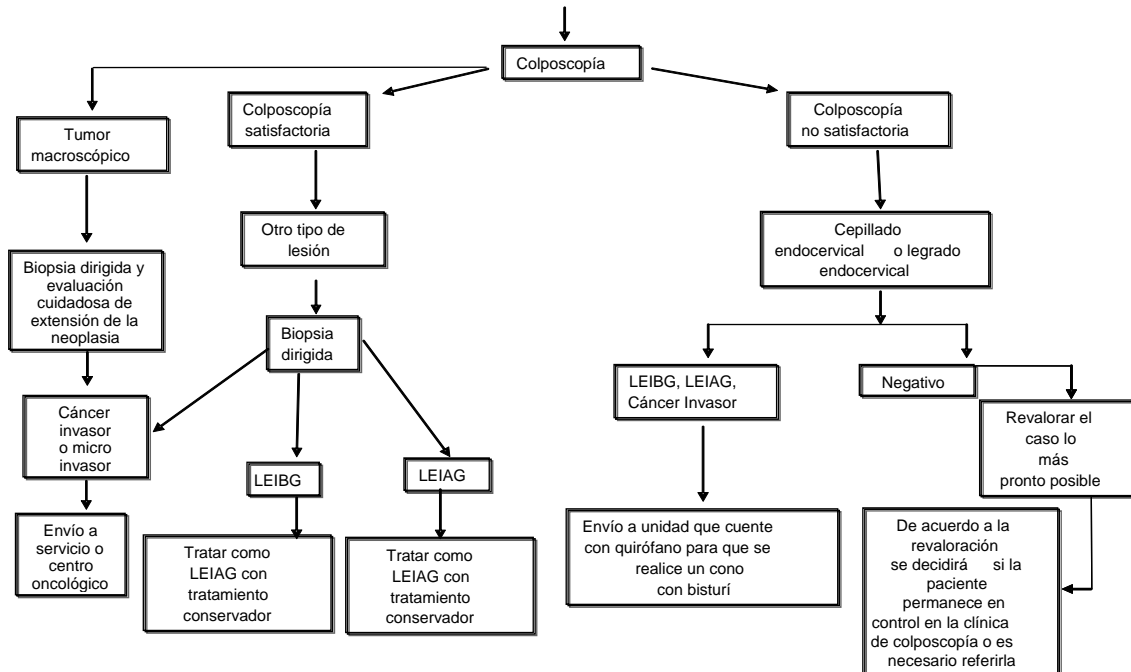 Colposcopía
Tumor
macroscópico
Colposcopía
satisfactoria
Colposcopía
no satisfactoria
Otro tipo de
lesión
Cepillado
endocervical o legrado
endocervical
Biopsia dirigida y
evaluación
cuidadosa de
extensión de la
neoplasia
Biopsia
dirigida
LEIBG, LEIAG,
Cáncer Invasor
Negativo
Cáncer
invasor
o micro
invasor
Revalorar el
caso lo
más
pronto posible
LEIBG
LEIAG
Envío a
servicio o
centro
oncológico
Tratar como
LEIAG con
tratamiento
conservador
Tratar como
LEIAG con
tratamiento
conservador
Envío a unidad que cuente
con quirófano para que se
realice un cono
con bisturí
De acuerdo a la
revaloración
se decidirá si la
paciente
permanece en
control en la clínica
de colposcopía o es
necesario referirla